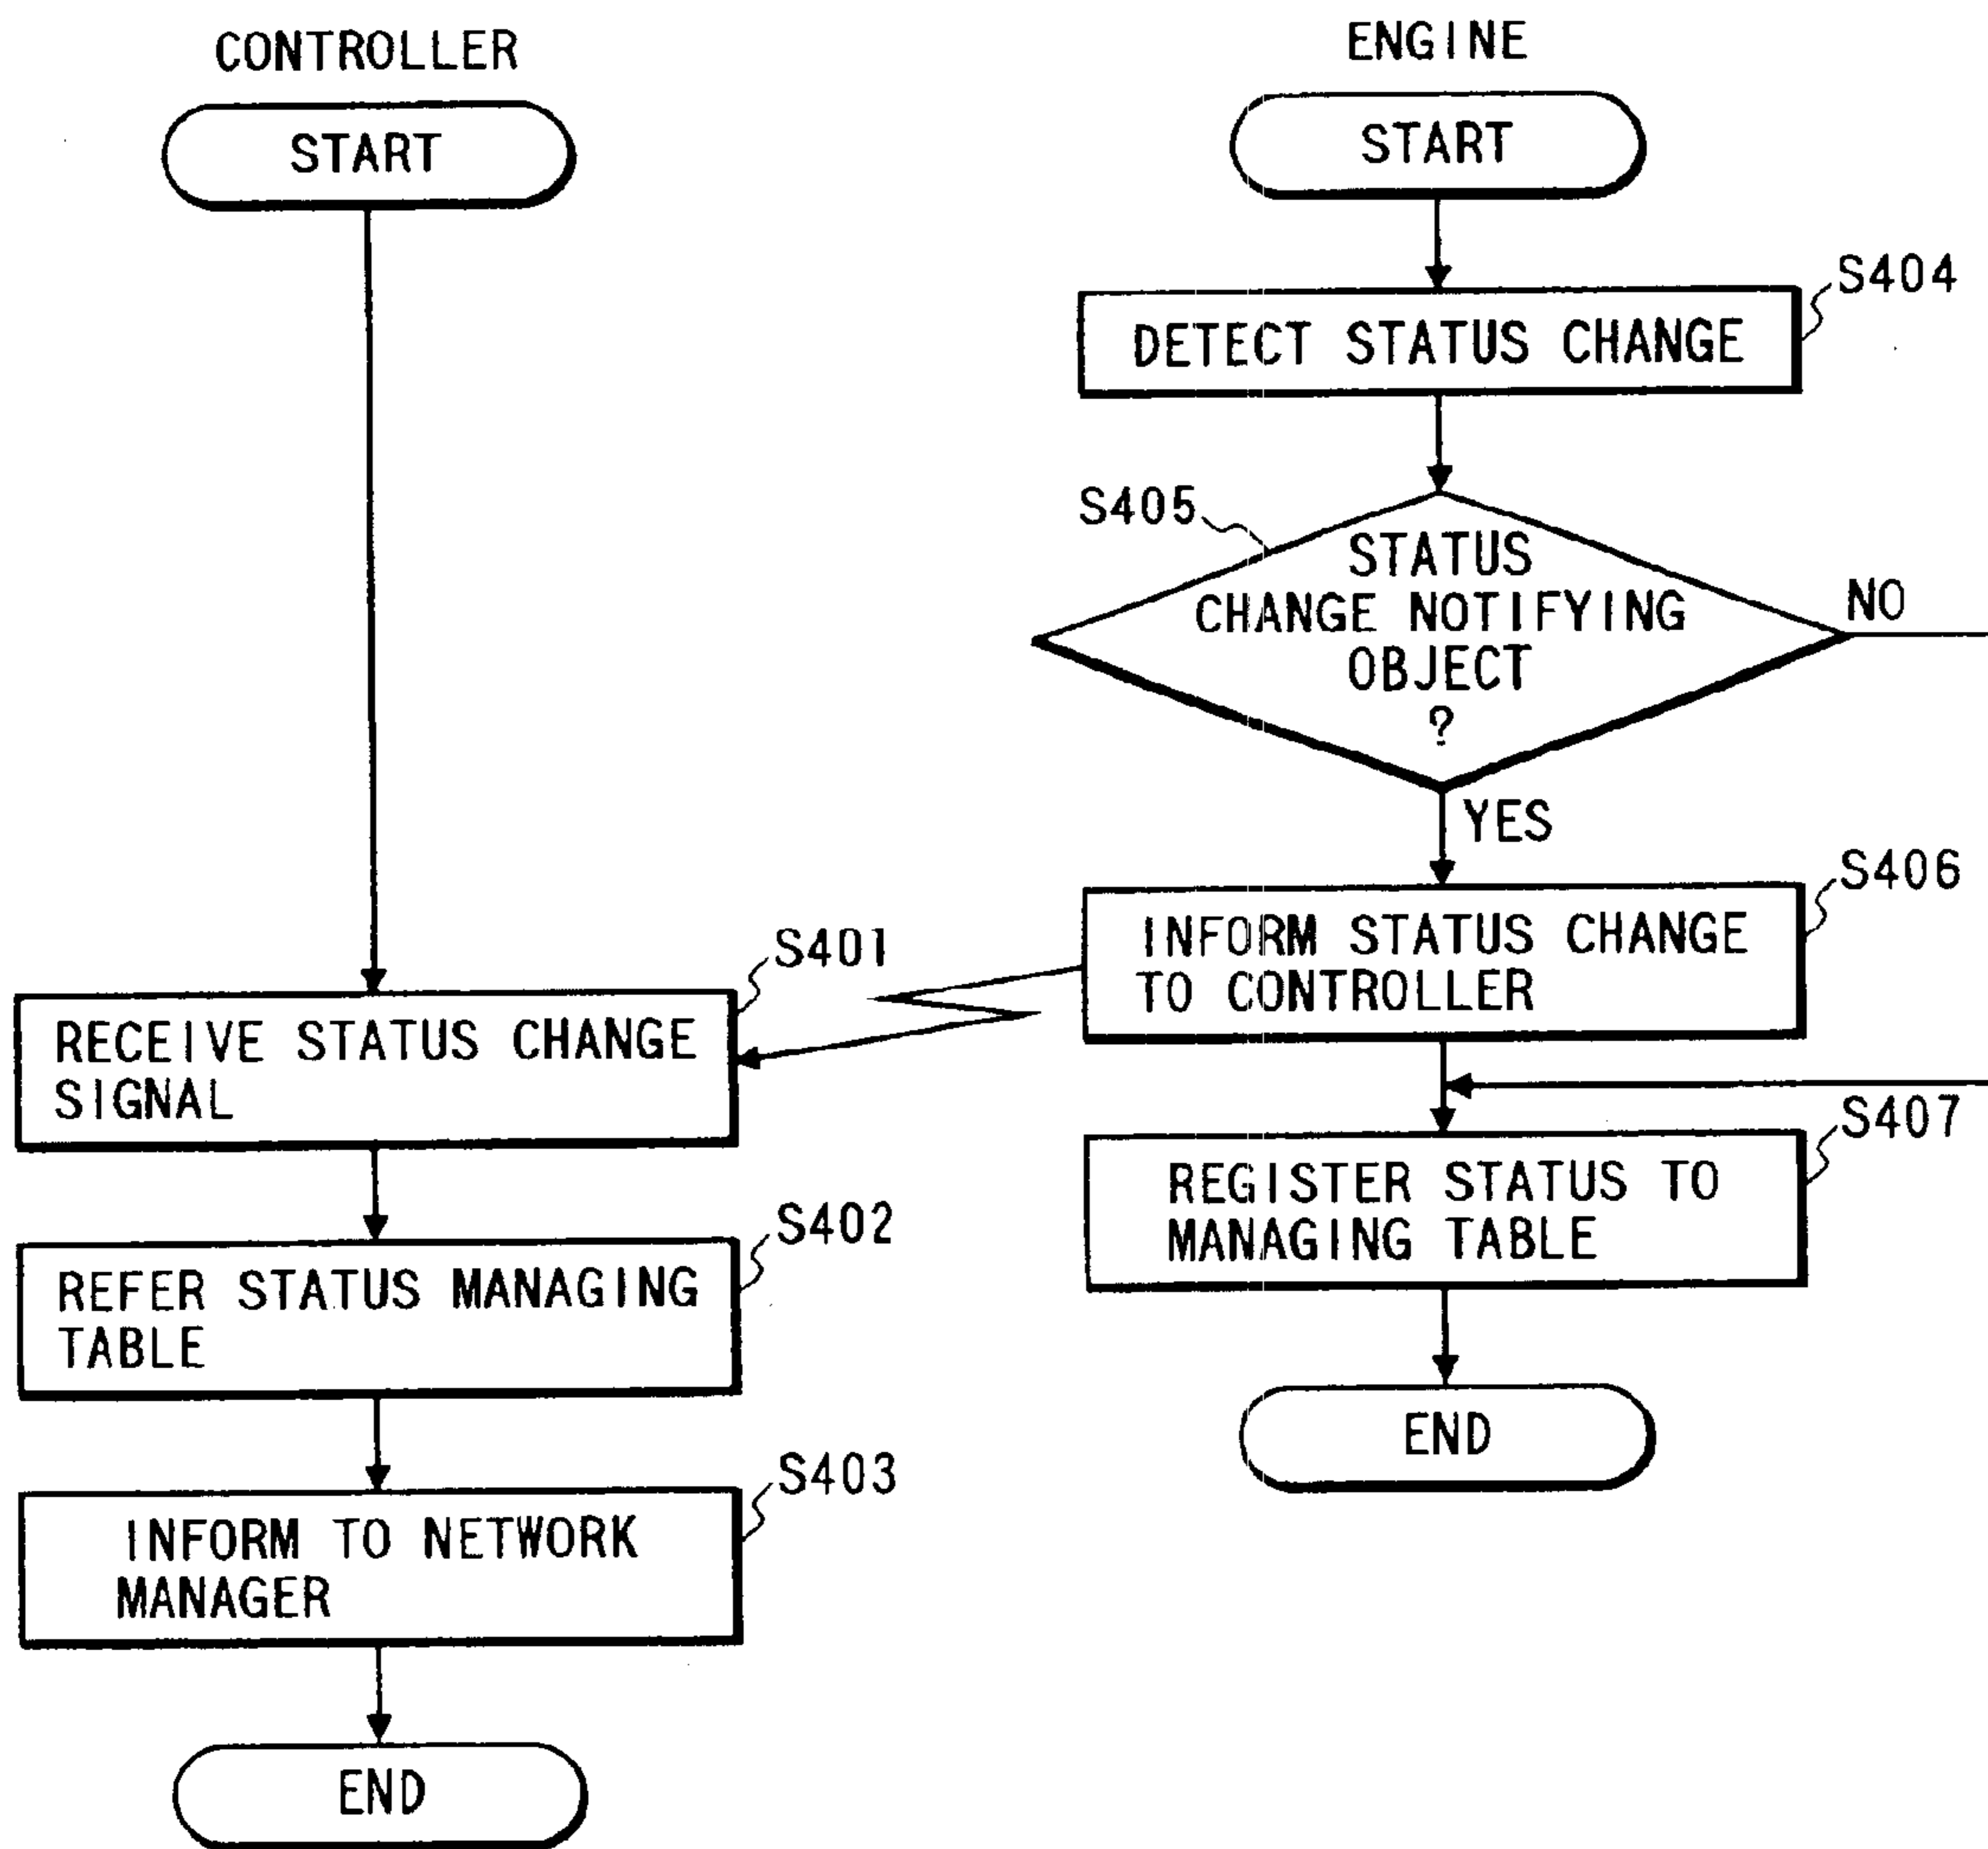 CONTROLLER
START
S401
RECEIVE STATUS CHANGE
SIGNAL
S402
REFER STATUS MANAGING
TABLE
S403
INFORM TO NETWORK
MANAGER
END
ENGINE
START
S404
DETECT STATUS CHANGE
S405
STATUS
CHANGE NOTIFYING
OBJECT
?
NO
YES
S406
INFORM STATUS CHANGE
TO CONTROLLER
S407
REGISTER STATUS TO
MANAGING TABLE
END